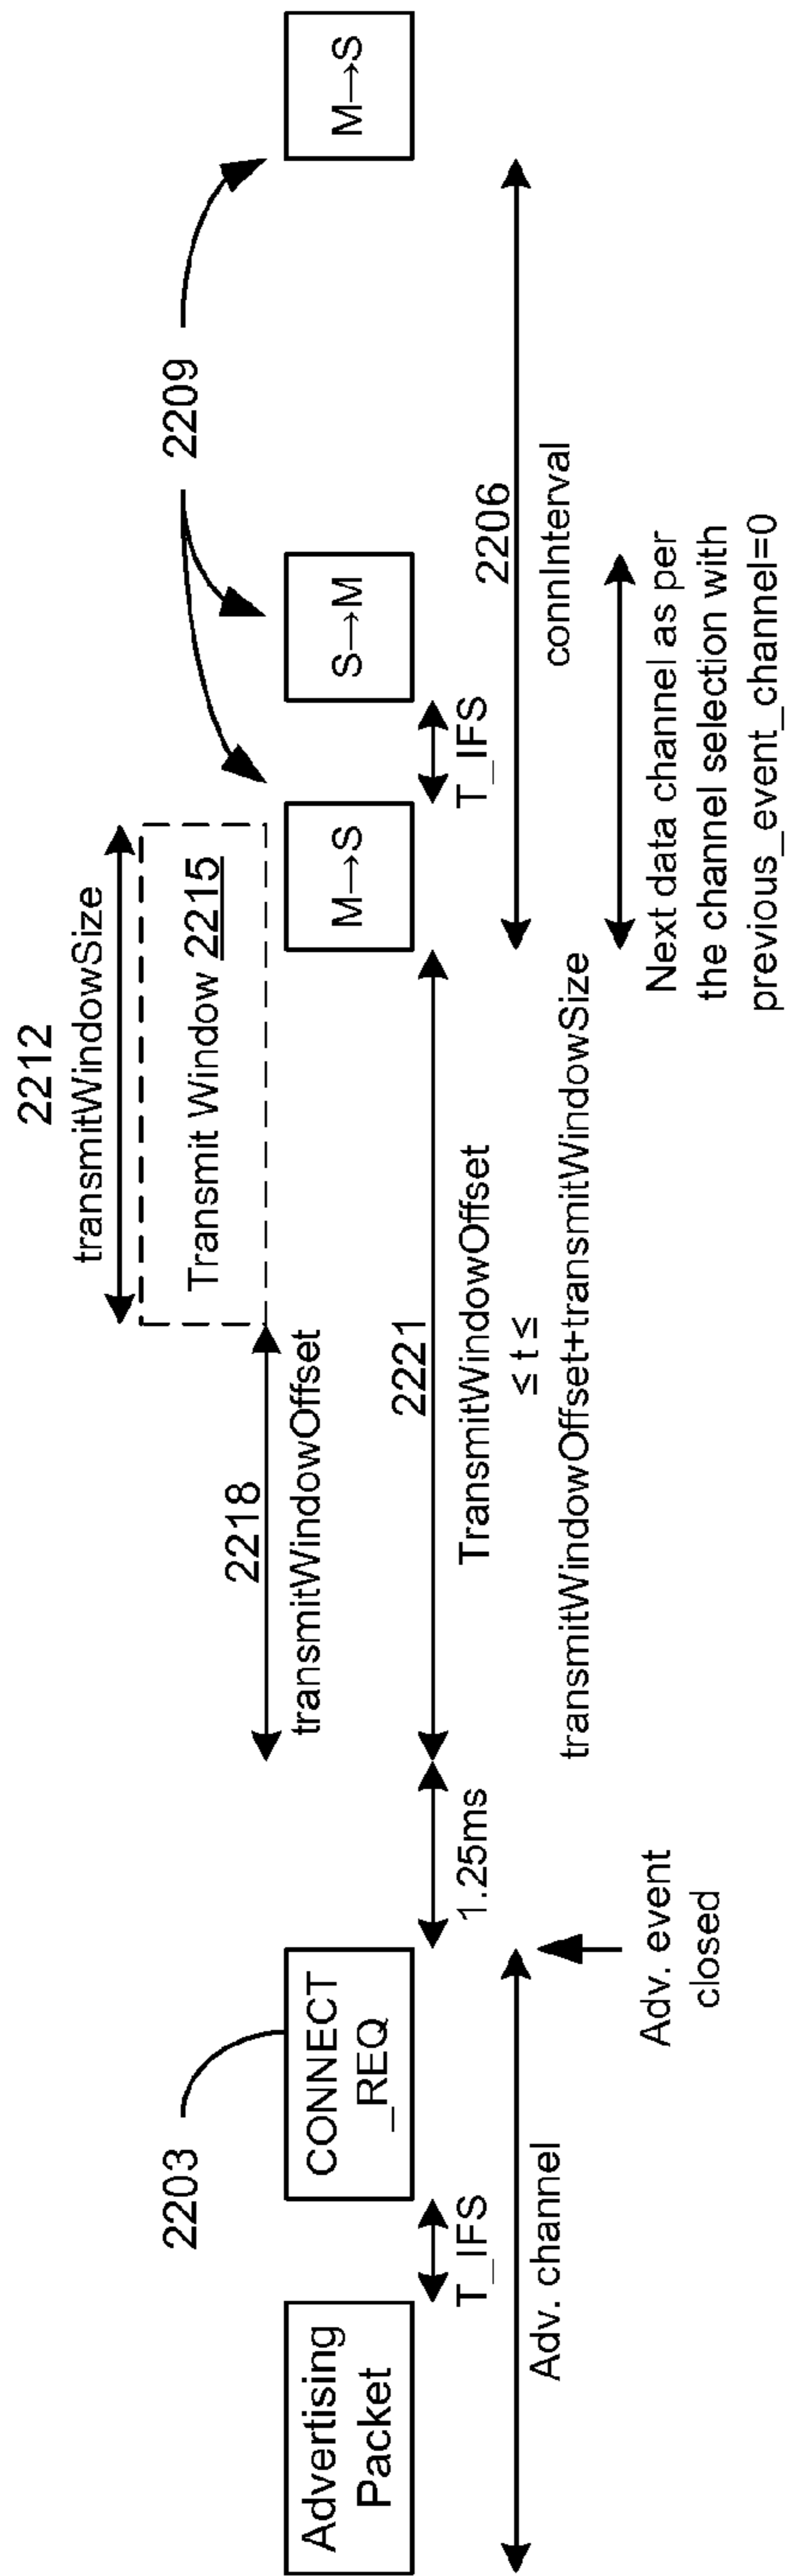 2212
transmitWindowSize
Transmit Window 2215
2209
2203
2218
transmitWindowOffset
Advertising
Packet
CONNECT
_REQ
M→S
S→M
M→S
T_IFS
1.25ms
2221
T_IFS
TransmitWindowOffset
≤ t ≤
transmitWindowOffset+transmitWindowSize
Adv. channel
2206
connInterval
Adv. event
closed
Next data channel as per
the channel selection with
previous_event_channel=0